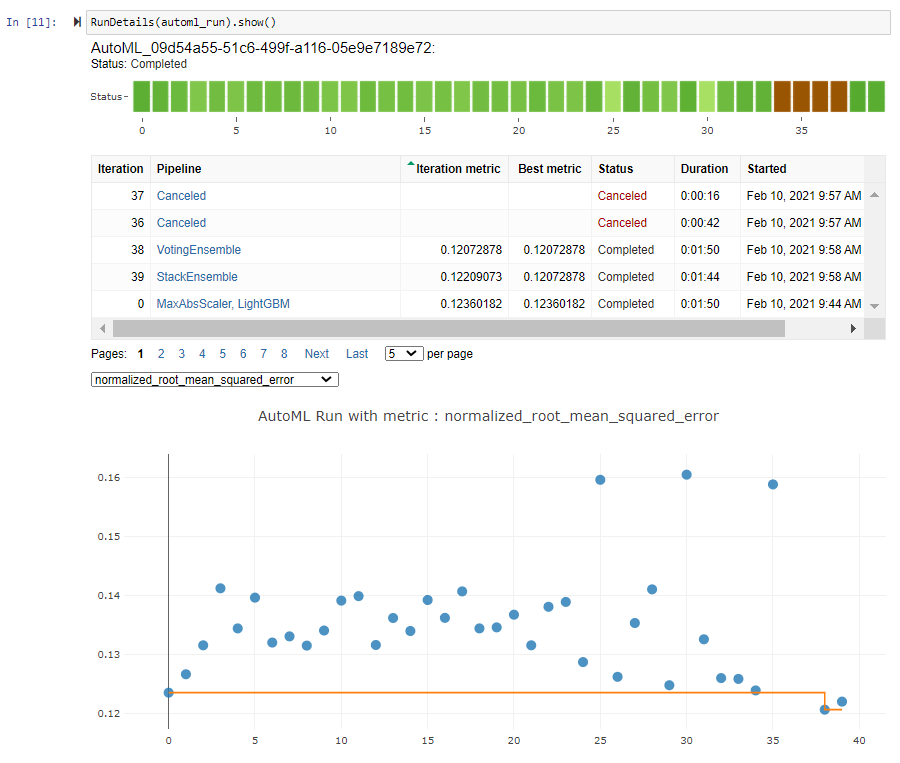 In [11]: RunDetails(automl_run).show()
AutoML_09d54a55-51c6-499f-a116-05e9e7189e72:
Status: Completed
Status
0 5 10 15 20 25 30 35
Iteration Pipeline Iteration metric Best metric Status Duration Started
37 Canceled Canceled 0:00:16 Feb 10, 2021 9:57 AM
36 Canceled Canceled 0:00:42 Feb 10, 2021 9:57 AM
38 VotingEnsemble 0.12072878 0.12072878 Completed 0:01:50 Feb 10, 2021 9:58 AM
39 StackEnsemble 0.12209073 0.12072878 Completed 0:01:44 Feb 10, 2021 9:58 AM
0 MaxAbsScaler, LightGBM 0.12360182 0.12360182 Completed 0:01:50 Feb 10, 2021 9:44 AM
Pages: 1 2 3 4 5 6 7 8 Next Last 5 per page
normalized_root_mean_squared_error
AutoML Run with metric : normalized_root_mean_squared_error
0.16
0.15
0.14
0.13
0.12
0 5 10 15 20 25 30 35 40